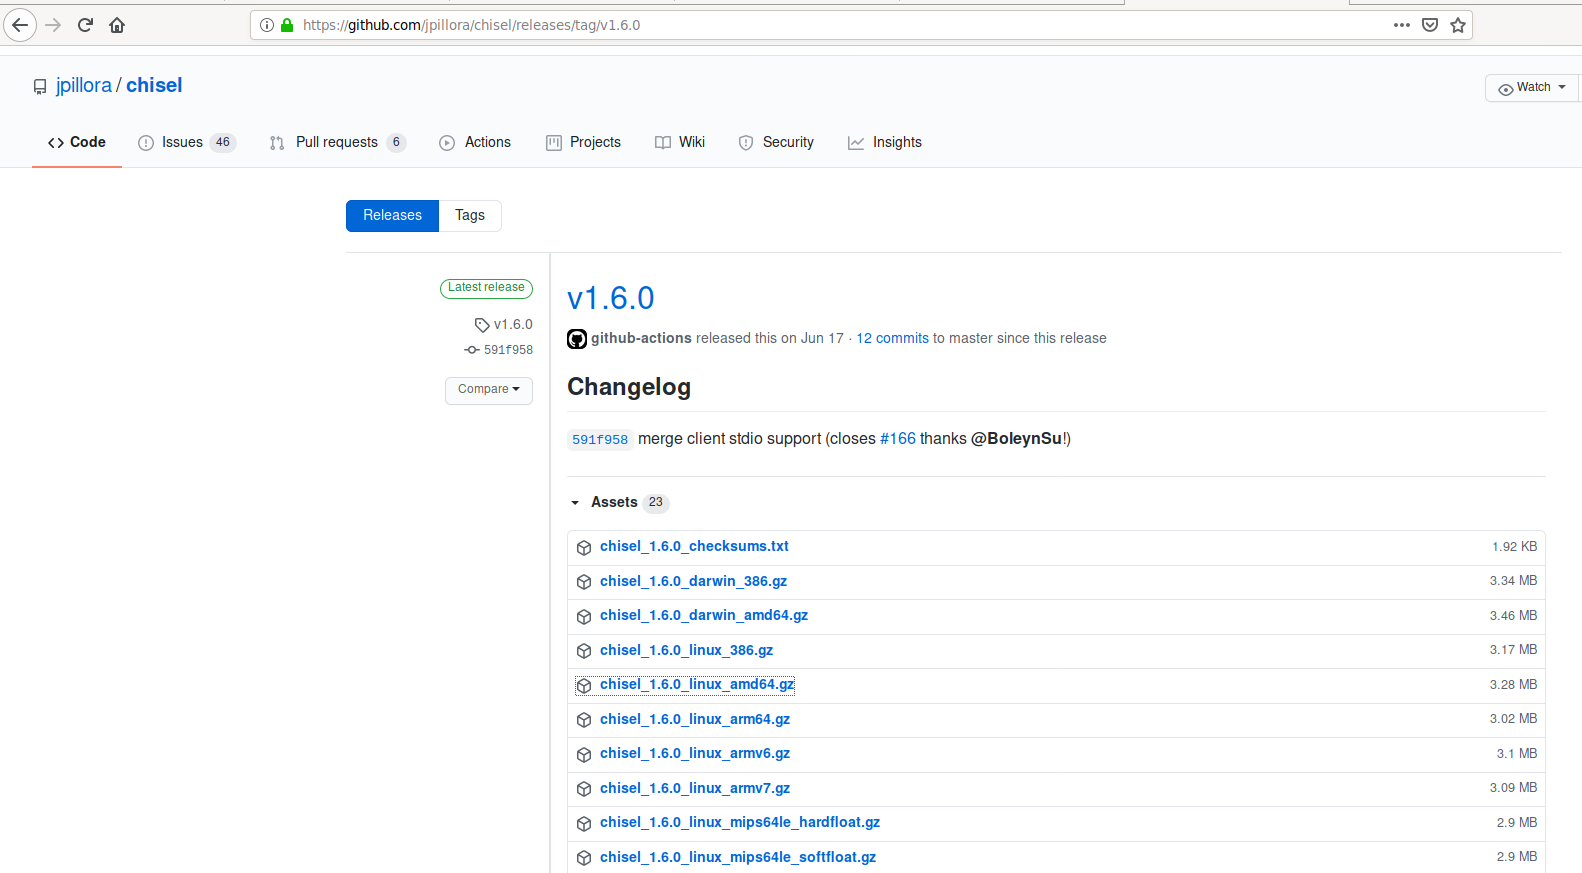 https://github.com/jpillora/chisel/releases/tag/v1.6.0
jpillora / chisel
Watch
Code Issues 46 Pull requests 6 Actions Projects Wiki Security Insights
Releases Tags
Latest release
v1.6.0
591f958
Compare
v1.6.0
github-actions released this on Jun 17 · 12 commits to master since this release
Changelog
591f958 merge client stdio support (closes #166 thanks @BoleynSu!)
Assets 23
chisel_1.6.0_checksums.txt 1.92 KB
chisel_1.6.0_darwin_386.gz 3.34 MB
chisel_1.6.0_darwin_amd64.gz 3.46 MB
chisel_1.6.0_linux_386.gz 3.17 MB
chisel_1.6.0_linux_amd64.gz 3.28 MB
chisel_1.6.0_linux_arm64.gz 3.02 MB
chisel_1.6.0_linux_armv6.gz 3.1 MB
chisel_1.6.0_linux_armv7.gz 3.09 MB
chisel_1.6.0_linux_mips64le_hardfloat.gz 2.9 MB
chisel_1.6.0_linux_mips64le_softfloat.gz 2.9 MB